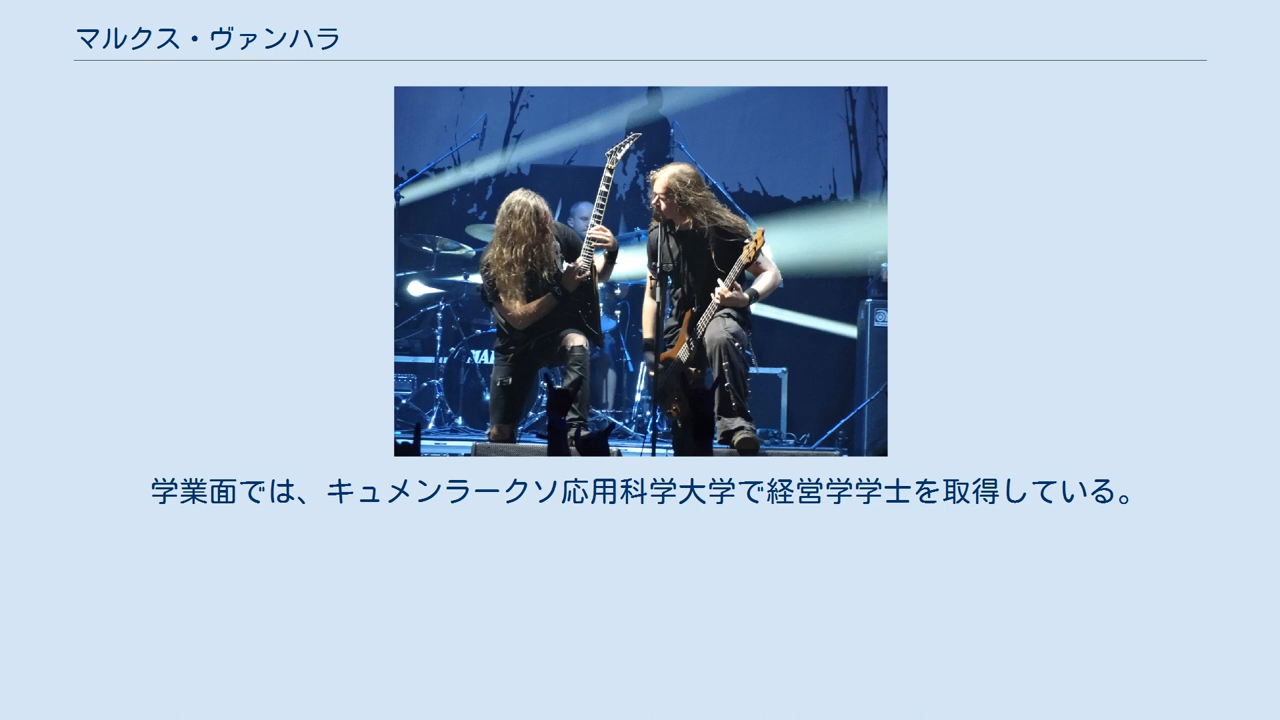 マルクス・ヴァンハラ
学業面では、キュメンラークソ応用科学大学で経営学学士を取得している。